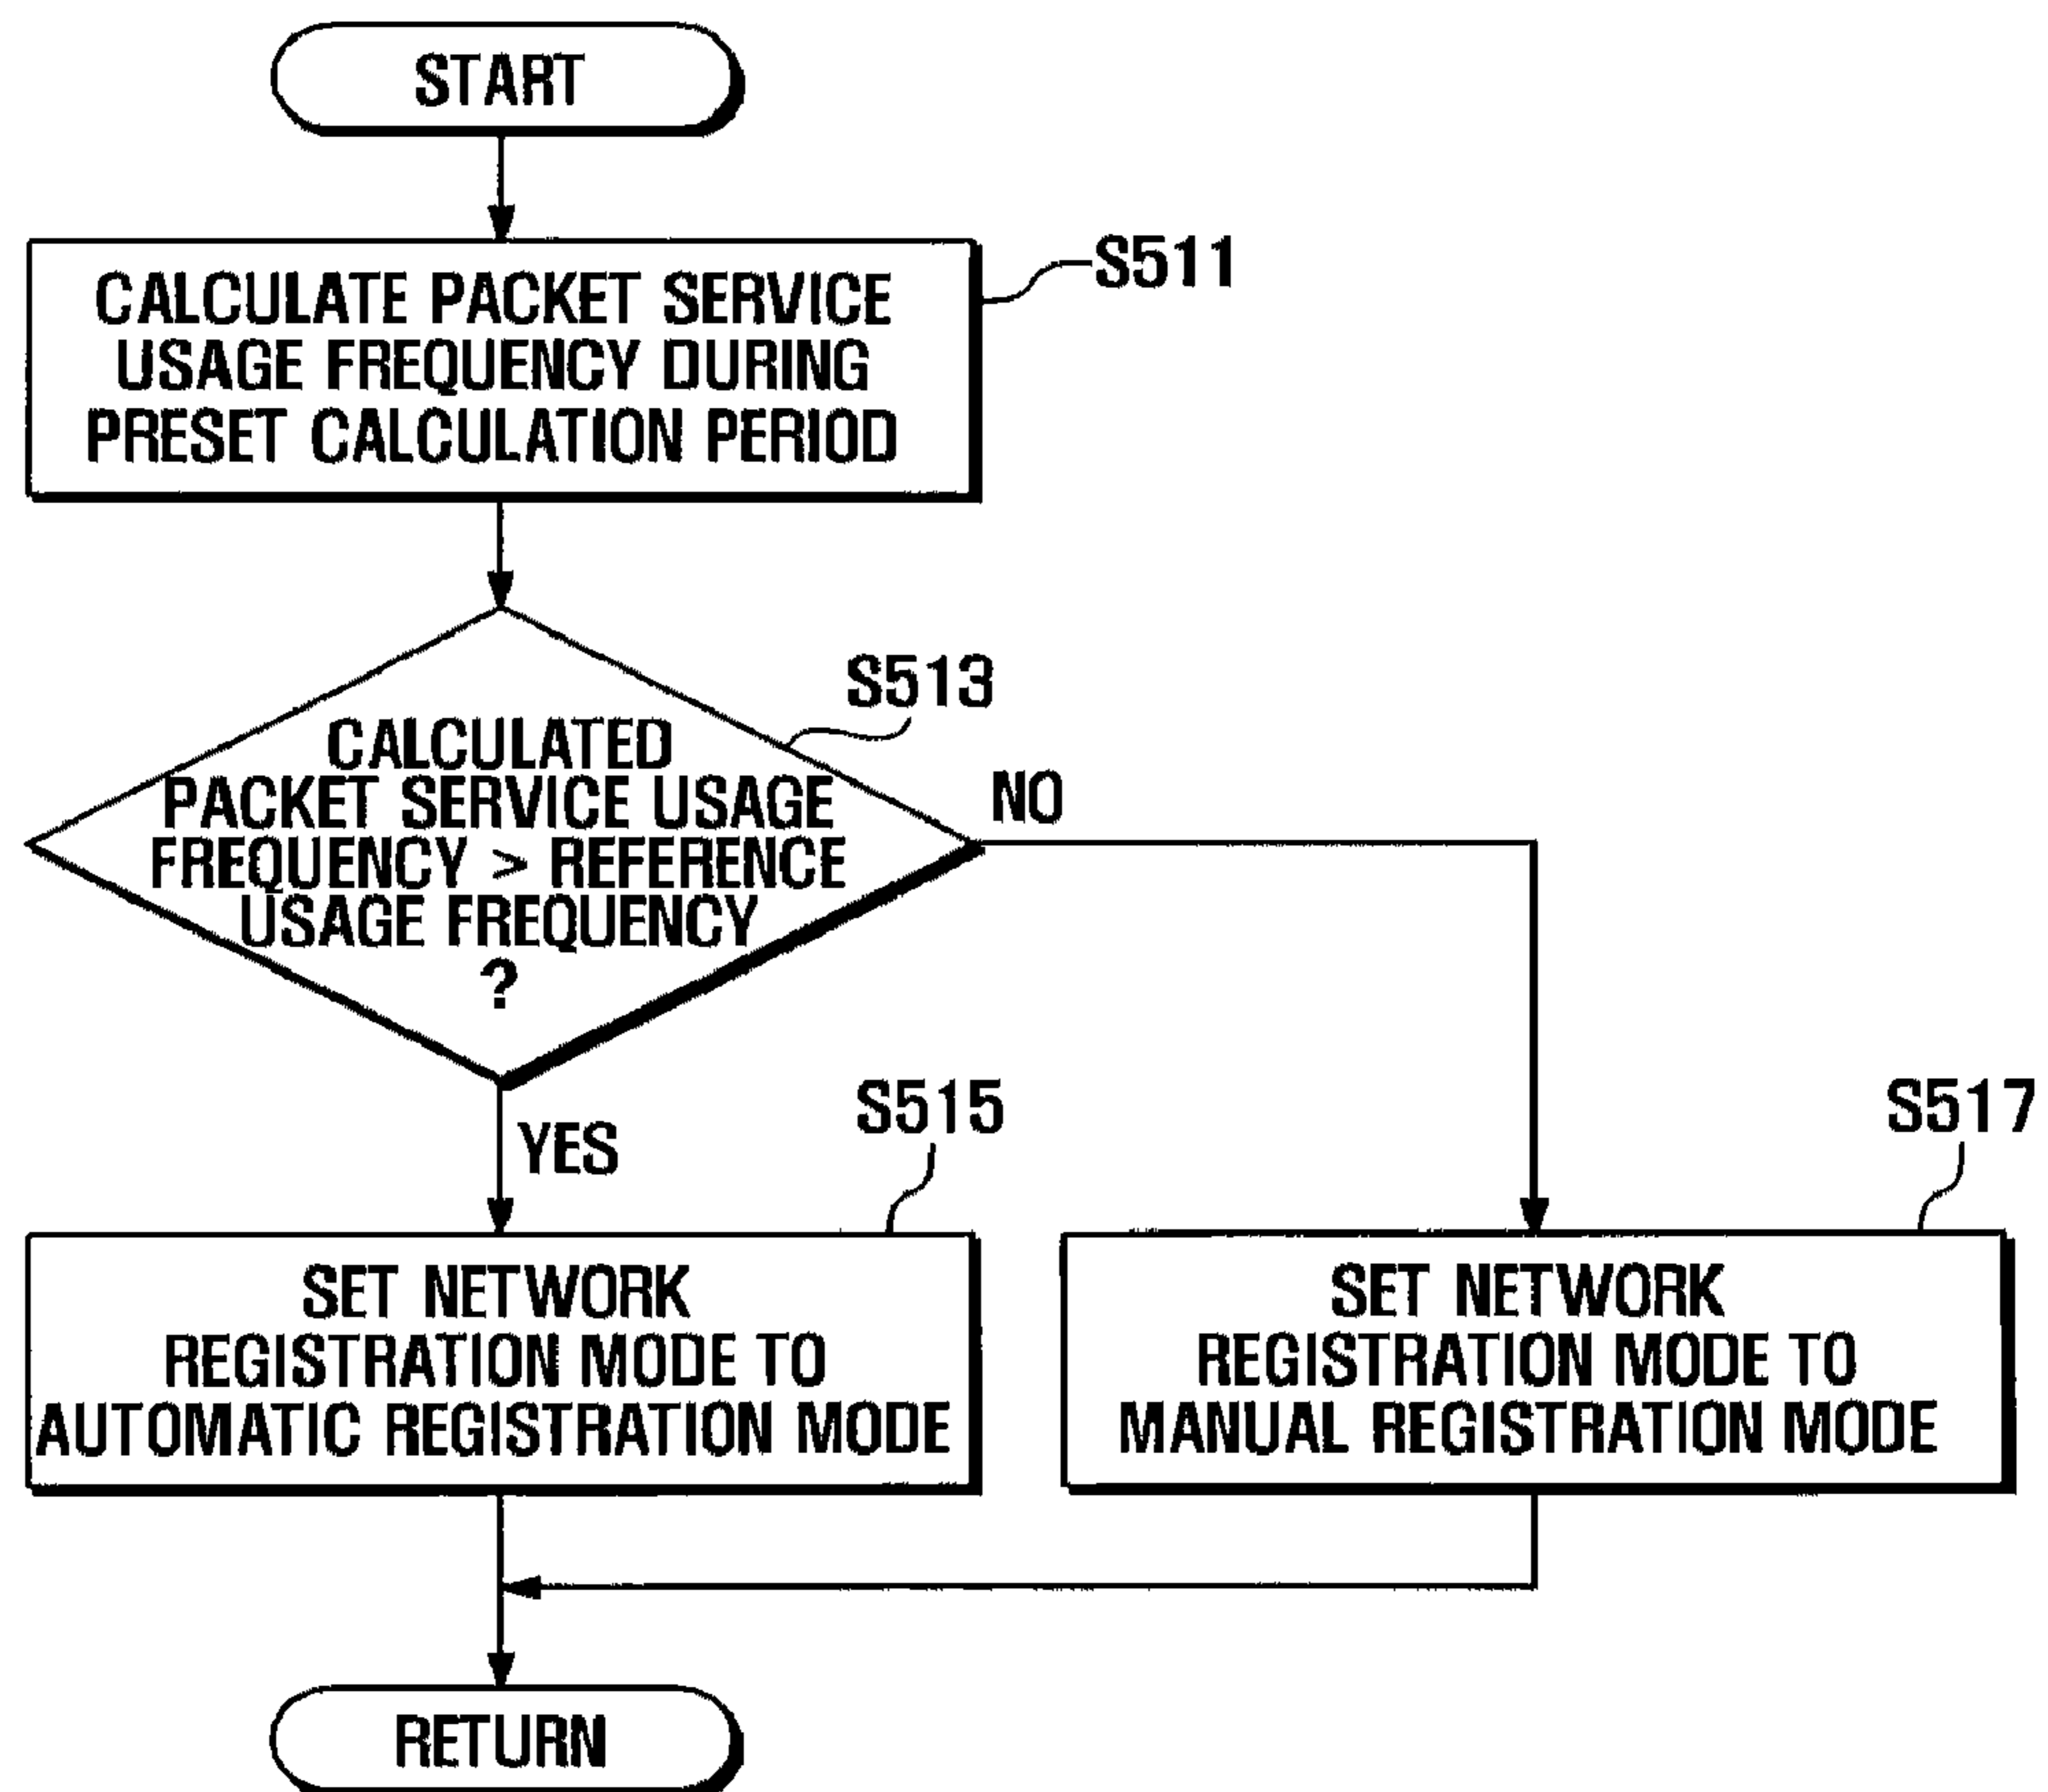 START
CALCULATE PACKET SERVICE
USAGE FREQUENCY DURING
PRESET CALCULATION PERIOD
S511
CALCULATED
PACKET SERVICE USAGE
FREQUENCY > REFERENCE
USAGE FREQUENCY
?
S513
NO
YES
S515
SET NETWORK
REGISTRATION MODE TO
AUTOMATIC REGISTRATION MODE
S517
SET NETWORK
REGISTRATION MODE TO
MANUAL REGISTRATION MODE
RETURN